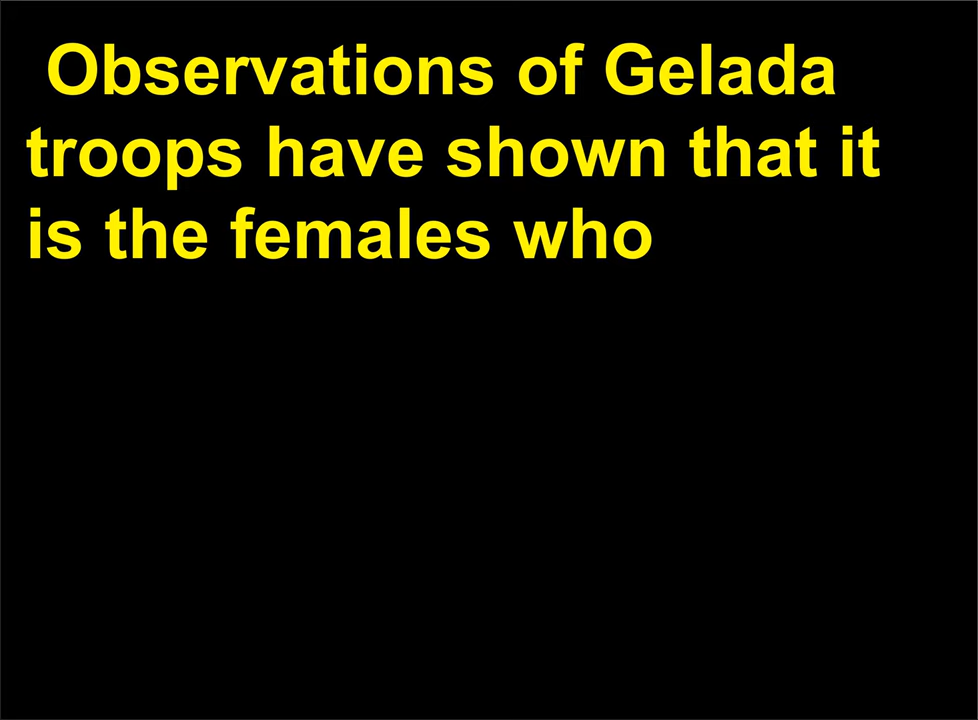 Observations of Gelada
troops have shown that it
is the females who